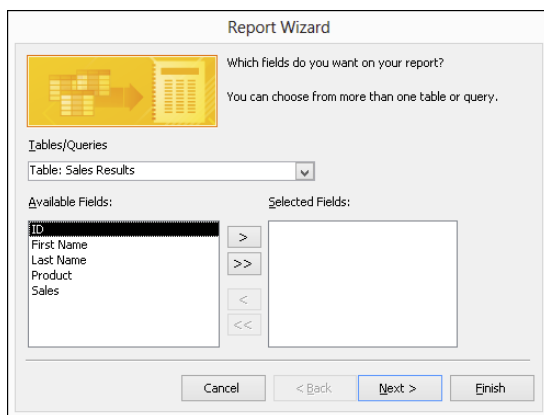 Report Wizard
Which fields do you want on your report?
You can choose from more than one table or query.
Tables/Queries
Table: Sales Results
Available Fields:
Selected Fields:
ID
First Name
Last Name
Product
Sales
>
>>
<
<<
Cancel
< Back
Next >
Finish